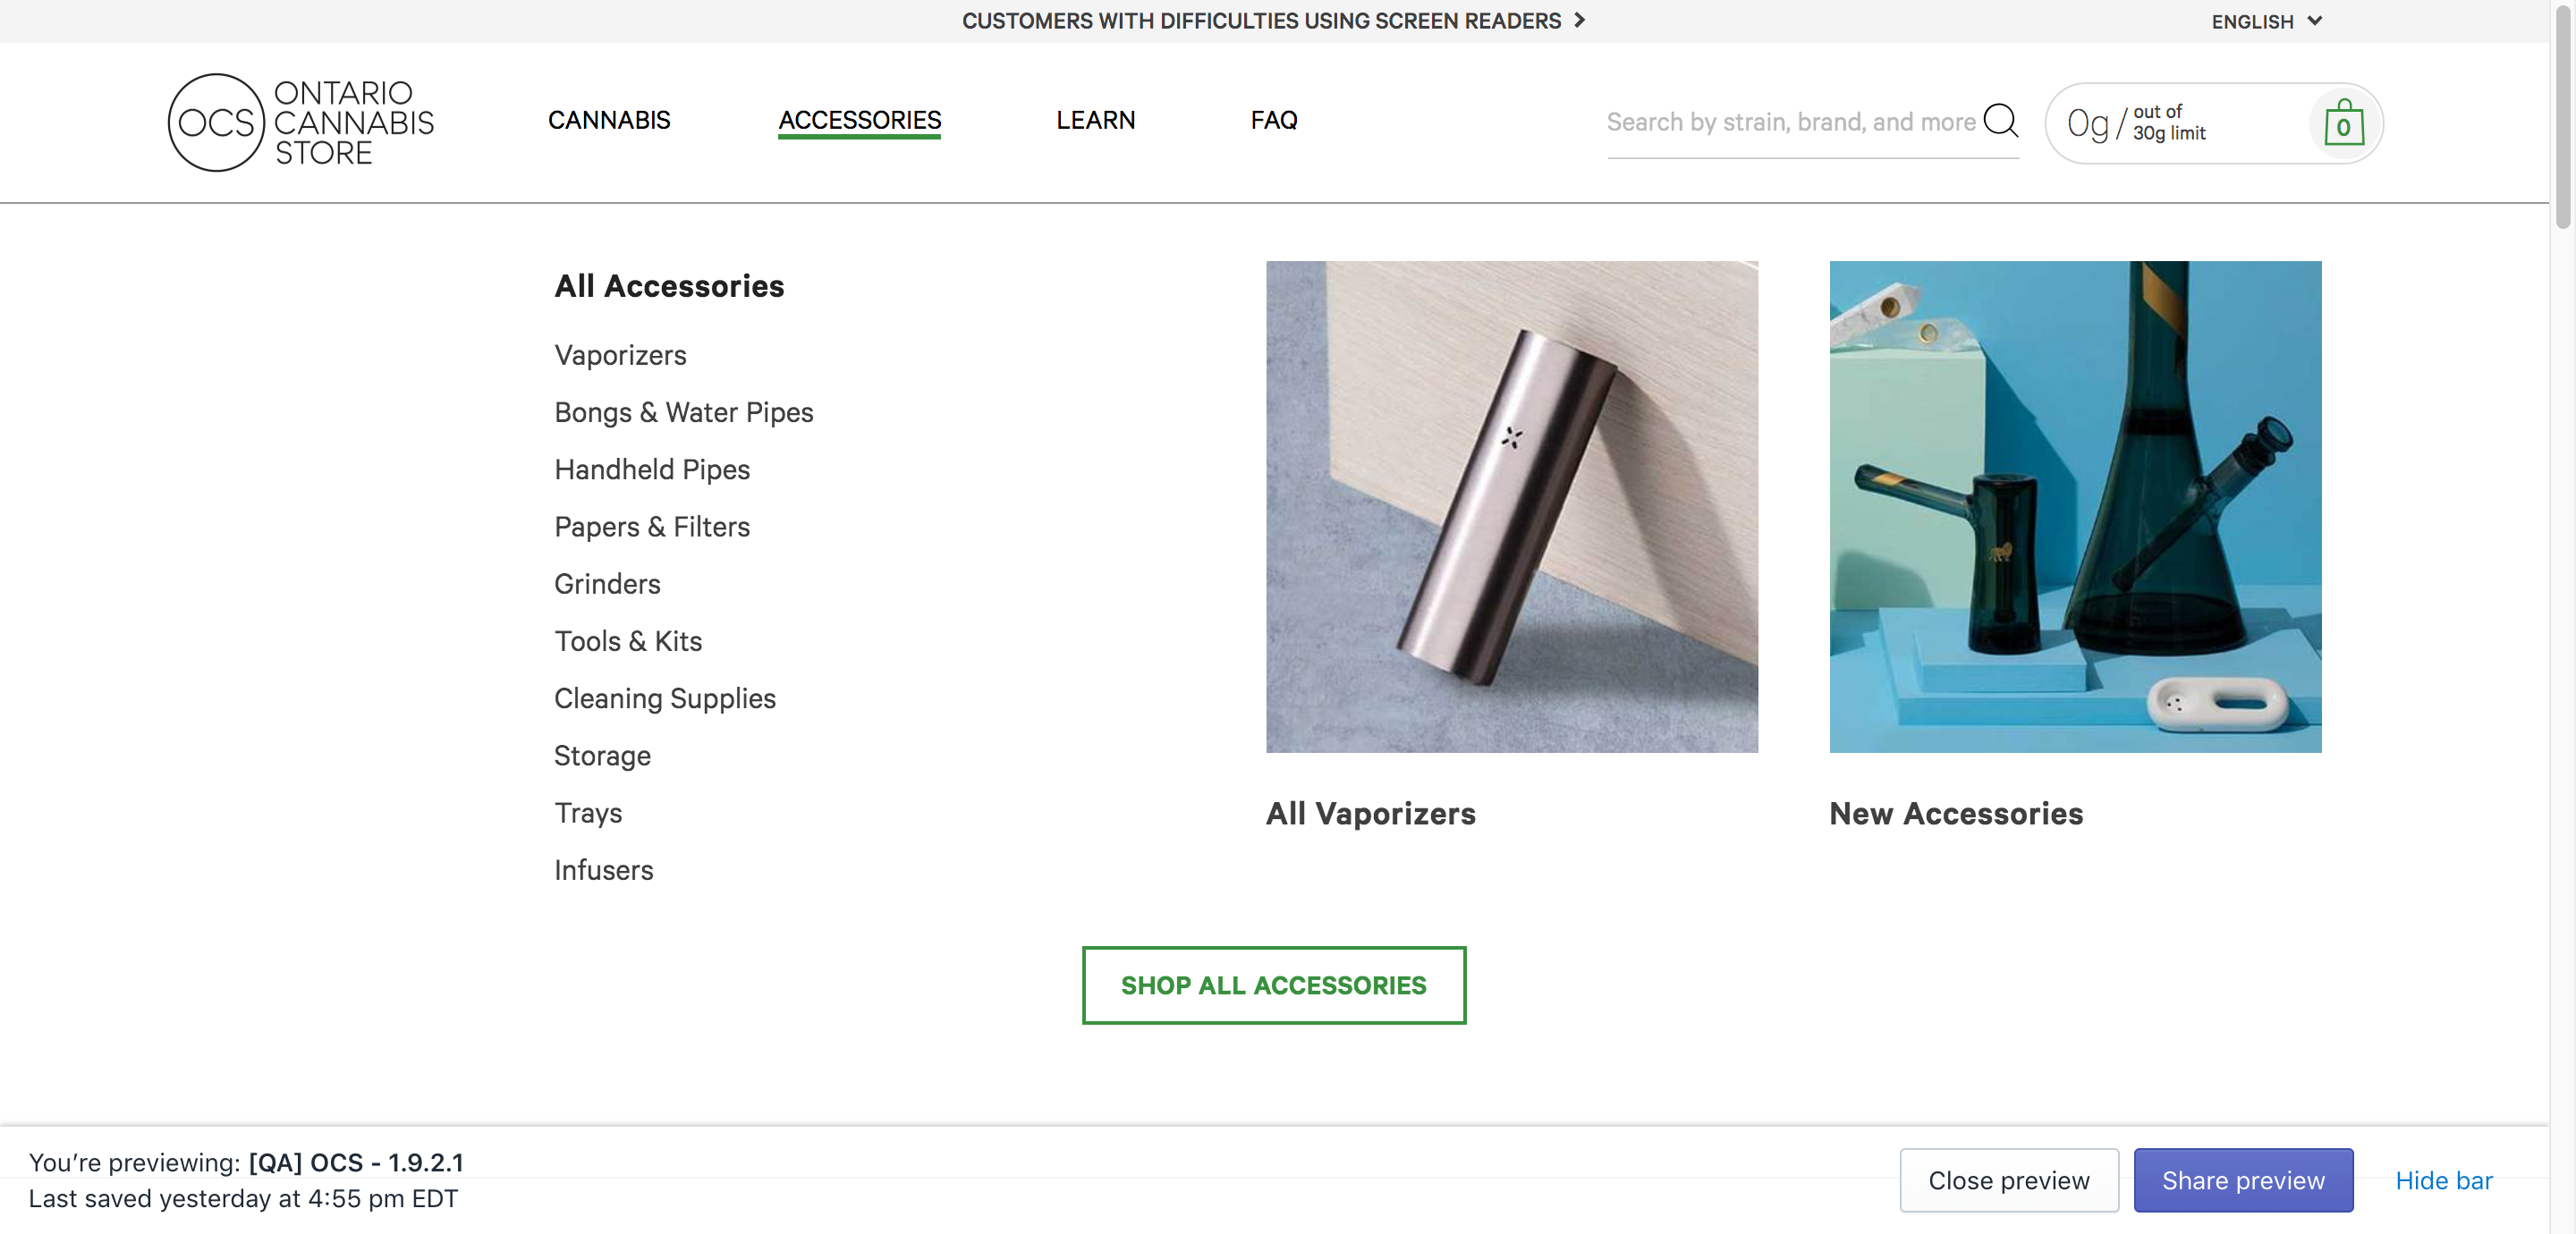 CUSTOMERS WITH DIFFICULTIES USING SCREEN READERS
ENGLISH
OCS
ONTARIO
CANNABIS
STORE
CANNABIS
ACCESSORIES
LEARN
FAQ
Search by strain, brand, and more
0g / out of
30g limit
0
All Accessories
Vaporizers
Bongs & Water Pipes
Handheld Pipes
Papers & Filters
Grinders
Tools & Kits
Cleaning Supplies
Storage
Trays
Infusers
All Vaporizers
New Accessories
SHOP ALL ACCESSORIES
You’re previewing: [QA] OCS - 1.9.2.1
Last saved yesterday at 4:55 pm EDT
Close preview
Share preview
Hide bar